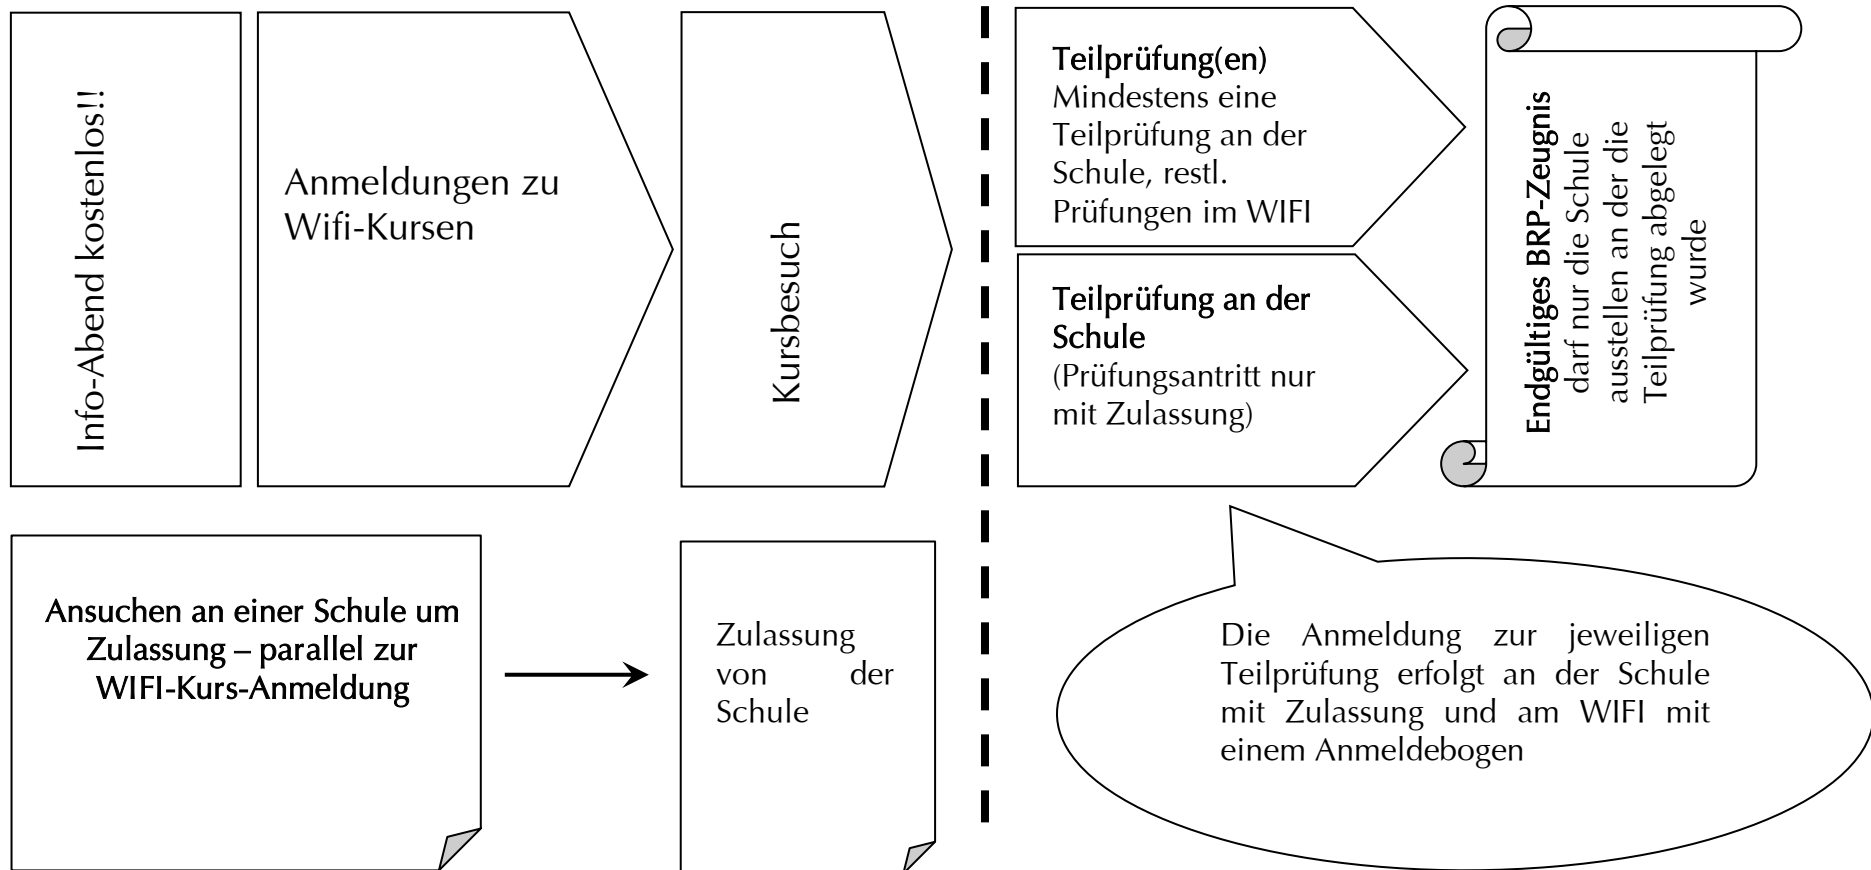 Info-Abend kostenlos!!
Anmeldungen zu
Wifi-Kursen
Kursbesuch
Teilprüfung(en)
Mindestens eine
Teilprüfung an der
Schule, restl.
Prüfungen im WIFI
Teilprüfung an der
Schule
(Prüfungsantritt nur
mit Zulassung)
Endgültiges BRP-Zeugnis
darf nur die Schule
ausstellen an der die
Teilprüfung abgelegt
wurde
Ansuchen an einer Schule um
Zulassung – parallel zur
WIFI-Kurs-Anmeldung
Zulassung
von der
Schule
Die Anmeldung zur jeweiligen
Teilprüfung erfolgt an der Schule
mit Zulassung und am WIFI mit
einem Anmeldebogen